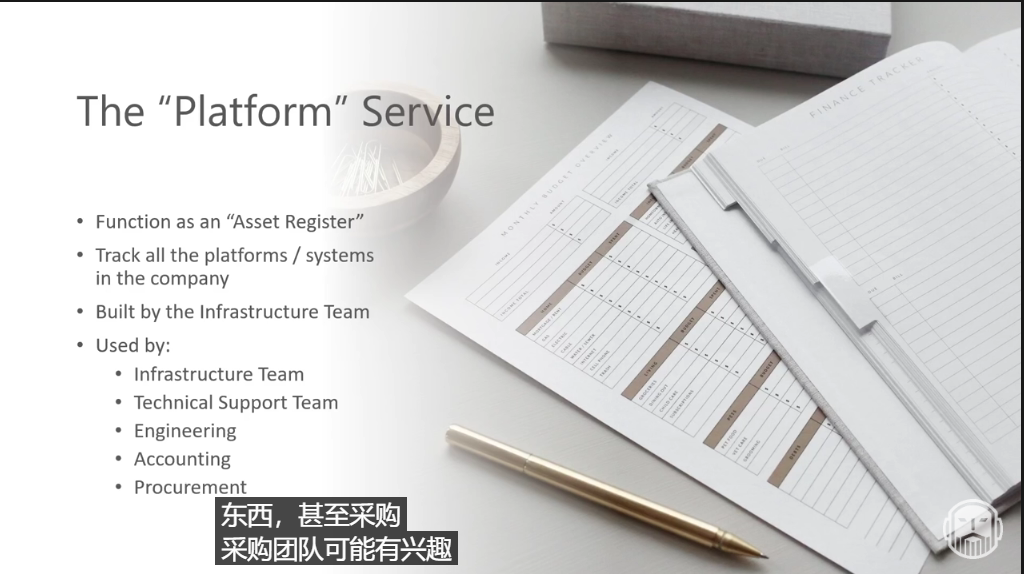 The “Platform” Service
• Function as an “Asset Register”
• Track all the platforms / systems
in the company
• Built by the Infrastructure Team
• Used by:
• Infrastructure Team
• Technical Support Team
• Engineering
• Accounting
• Procurement
东西，甚至采购
采购团队可能有兴趣
MONTHLY BUDGET OVERVIEW
FINANCE TRACKER